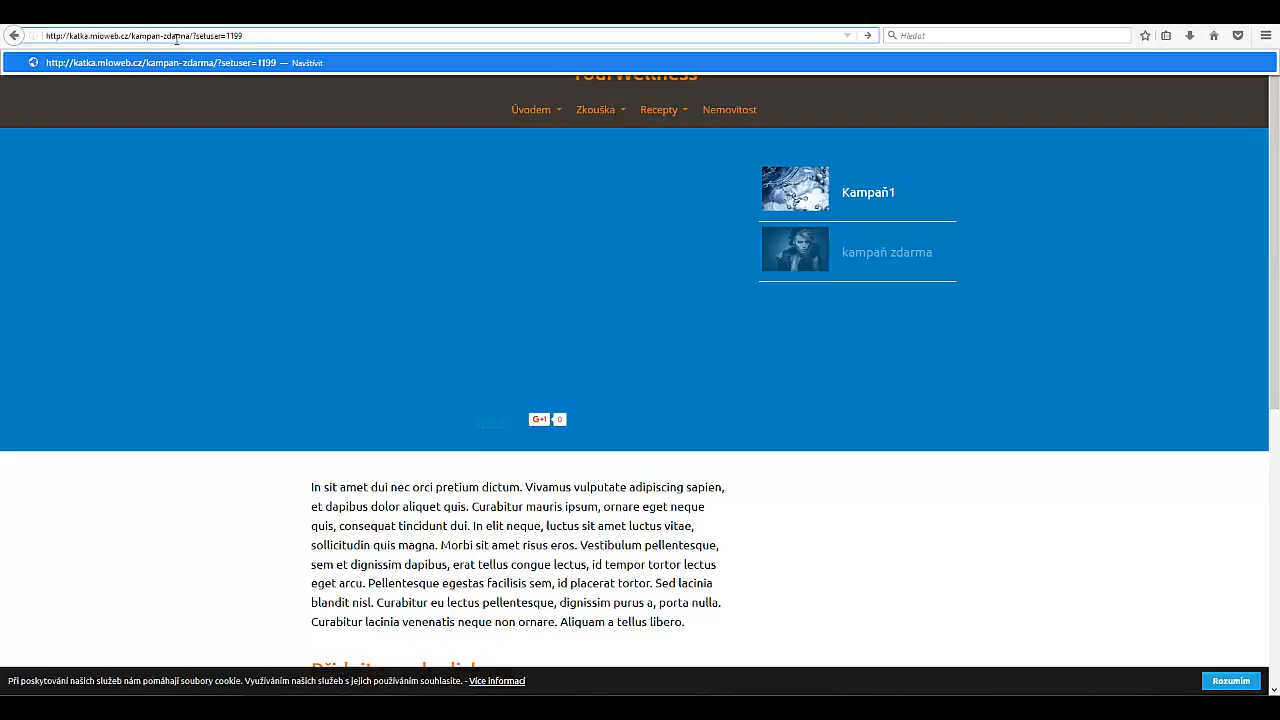 http://katka.mioweb.cz/kampan-zdarma/?setuser=1199
Hledat
http://katka.mioweb.cz/kampan-zdarma/?setuser=1199 — Navštívit
YourWellness
Úvodem Zkouška Recepty Nemovitost
Kampaň1
kampaň zdarma
G+1 0
In sit amet dui nec orci pretium dictum. Vivamus vulputate adipiscing sapien,
et dapibus dolor aliquet quis. Curabitur mauris ipsum, ornare eget neque
quis, consequat tincidunt dui. In elit neque, luctus sit amet luctus vitae,
sollicitudin quis magna. Morbi sit amet risus eros. Vestibulum pellentesque,
sem et dignissim dapibus, erat tellus congue lectus, id tempor tortor lectus
eget arcu. Pellentesque egestas facilisis sem, id placerat tortor. Sed lacinia
blandit nisl. Curabitur eu lectus pellentesque, dignissim purus a, porta nulla.
Curabitur lacinia venenatis neque non ornare. Aliquam a tellus libero.
Při poskytování našich služeb nám pomáhají soubory cookie. Využíváním našich služeb s jejich používáním souhlasíte. - Více informací
Rozumím